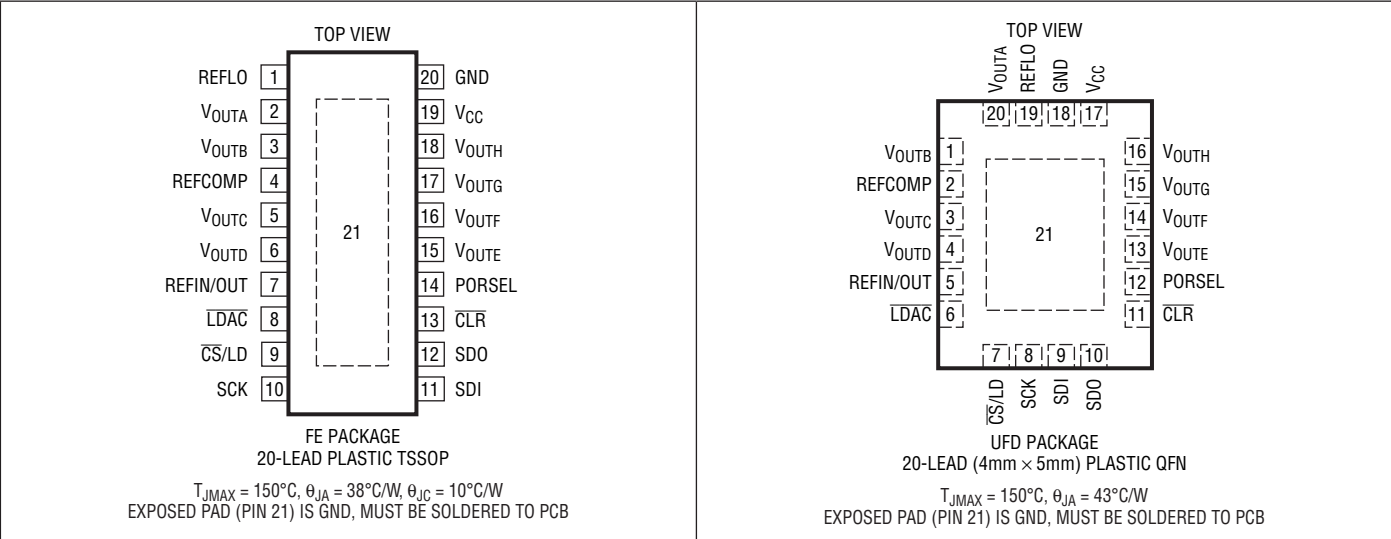 TOP VIEW
REFLO 1
VOUTA 2
VOUTB 3
REFCOMP 4
VOUTC 5
VOUTD 6
REFIN/OUT 7
LDAC 8
CS/LD 9
SCK 10
20 GND
19 VCC
18 VOUTH
17 VOUTG
16 VOUTF
15 VOUTE
14 PORSEL
13 CLR
12 SDO
11 SDI
21
FE PACKAGE
20-LEAD PLASTIC TSSOP
TJMAX = 150°C, θJA = 38°C/W, θJC = 10°C/W
EXPOSED PAD (PIN 21) IS GND, MUST BE SOLDERED TO PCB
TOP VIEW
VOUTA REFLO GND VCC
20 19 18 17
VOUTB 1
REFCOMP 2
VOUTC 3
VOUTD 4
REFIN/OUT 5
LDAC 6
16 VOUTH
15 VOUTG
14 VOUTF
13 VOUTE
12 PORSEL
11 CLR
21
7 8 9 10
CS/LD SCK SDI SDO
UFD PACKAGE
20-LEAD (4mm × 5mm) PLASTIC QFN
TJMAX = 150°C, θJA = 43°C/W
EXPOSED PAD (PIN 21) IS GND, MUST BE SOLDERED TO PCB